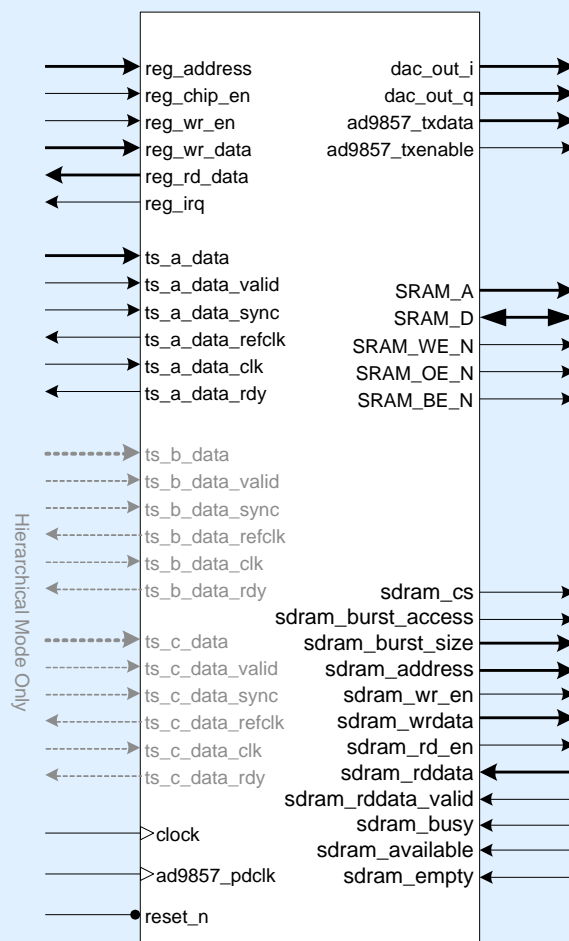 reg_address
reg_chip_en
reg_wr_en
reg_wr_data
reg_rd_data
reg_irq
ts_a_data
ts_a_data_valid
ts_a_data_sync
ts_a_data_refclk
ts_a_data_clk
ts_a_data_rdy
Hierarchical Mode Only
ts_b_data
ts_b_data_valid
ts_b_data_sync
ts_b_data_refclk
ts_b_data_clk
ts_b_data_rdy
ts_c_data
ts_c_data_valid
ts_c_data_sync
ts_c_data_refclk
ts_c_data_clk
ts_c_data_rdy
clock
ad9857_pdclk
reset_n
dac_out_i
dac_out_q
ad9857_txdata
ad9857_txenable
SRAM_A
SRAM_D
SRAM_WE_N
SRAM_OE_N
SRAM_BE_N
sdram_cs
sdram_burst_access
sdram_burst_size
sdram_address
sdram_wr_en
sdram_wrdata
sdram_rd_en
sdram_rddata
sdram_rddata_valid
sdram_busy
sdram_available
sdram_empty